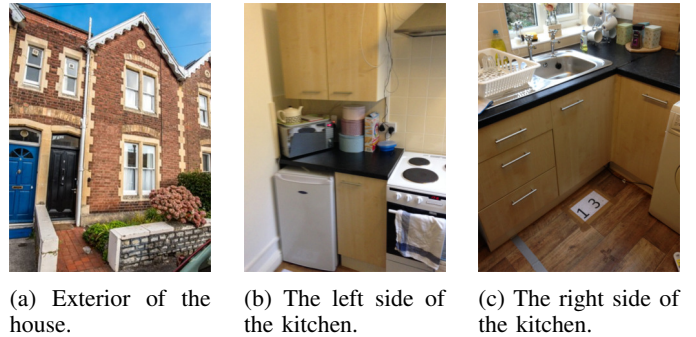 13
(a) Exterior of the
house.
(b) The left side of
the kitchen.
(c) The right side of
the kitchen.